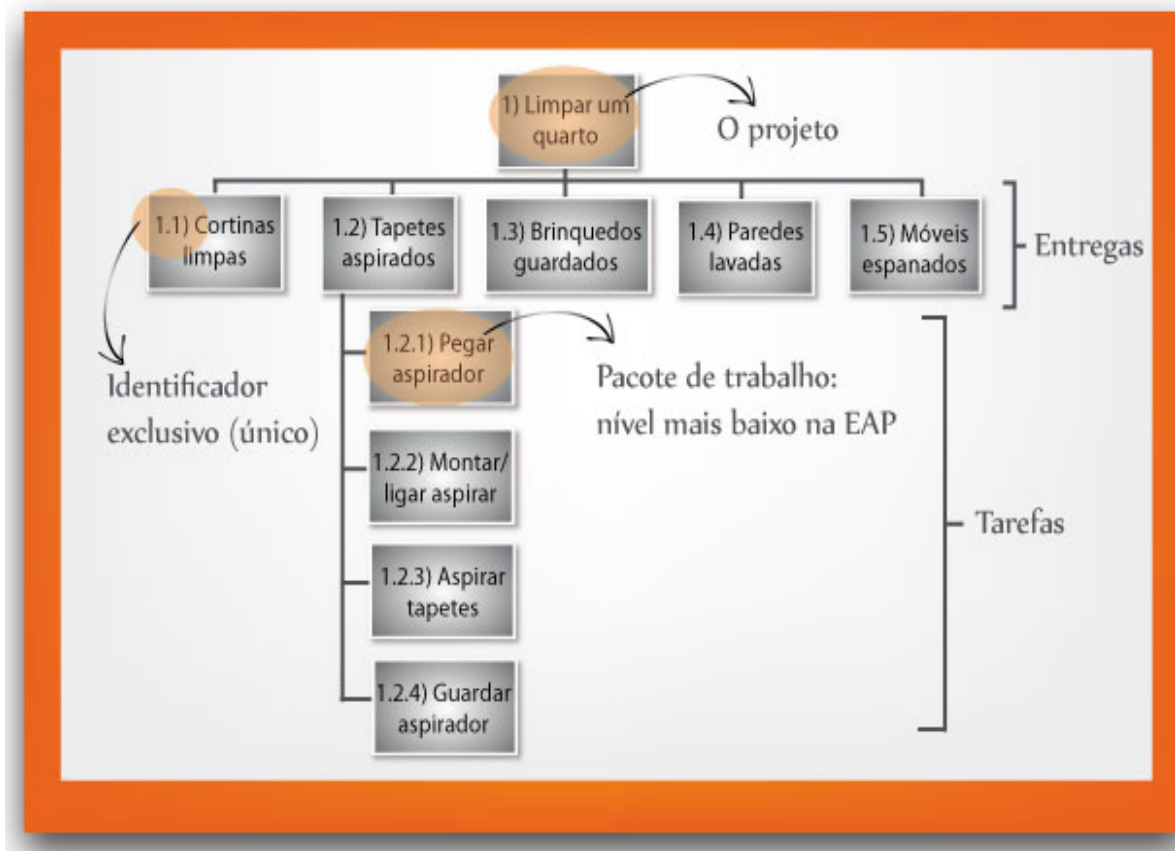 1) Limpar um
quarto
O projeto
1.1) Cortinas
limpas
1.2) Tapetes
aspirados
1.3) Brinquedos
guardados
1.4) Paredes
lavadas
1.5) Móveis
espanados
Entregas
Identificador
exclusivo (único)
1.2.1) Pegar
aspirador
Pacote de trabalho:
nível mais baixo na EAP
1.2.2) Montar/
ligar aspirar
1.2.3) Aspirar
tapetes
1.2.4) Guardar
aspirador
Tarefas